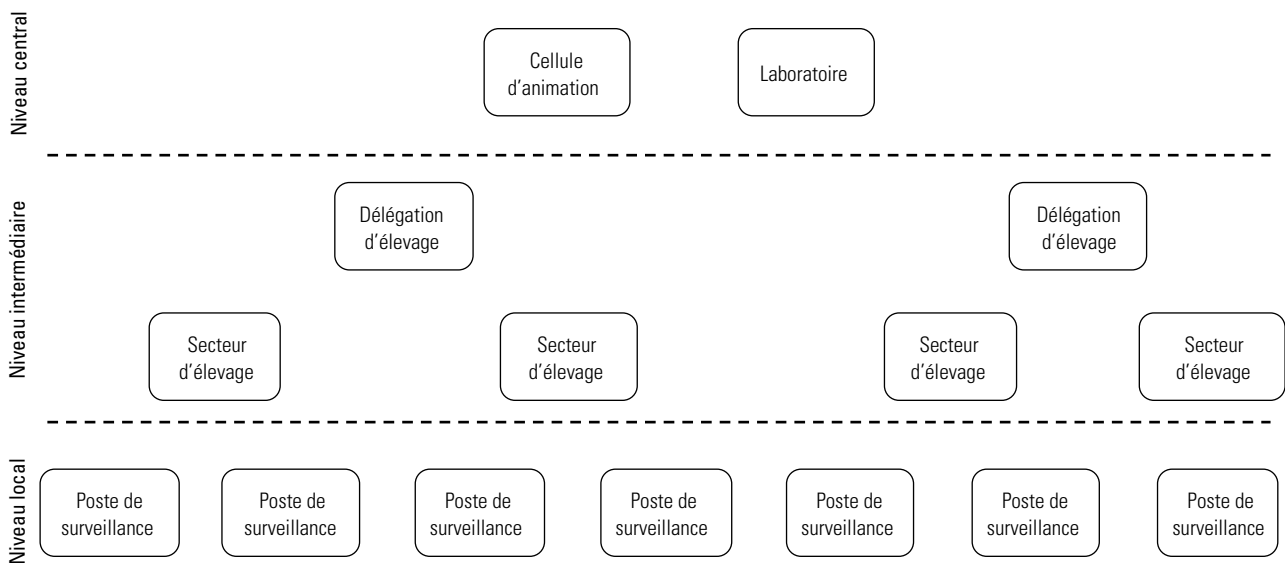 Niveau central
Cellule
d'animation
Laboratoire
Niveau intermédiaire
Délégation
d'élevage
Délégation
d'élevage
Secteur
d'élevage
Secteur
d'élevage
Secteur
d'élevage
Secteur
d'élevage
Niveau local
Poste de
surveillance
Poste de
surveillance
Poste de
surveillance
Poste de
surveillance
Poste de
surveillance
Poste de
surveillance
Poste de
surveillance